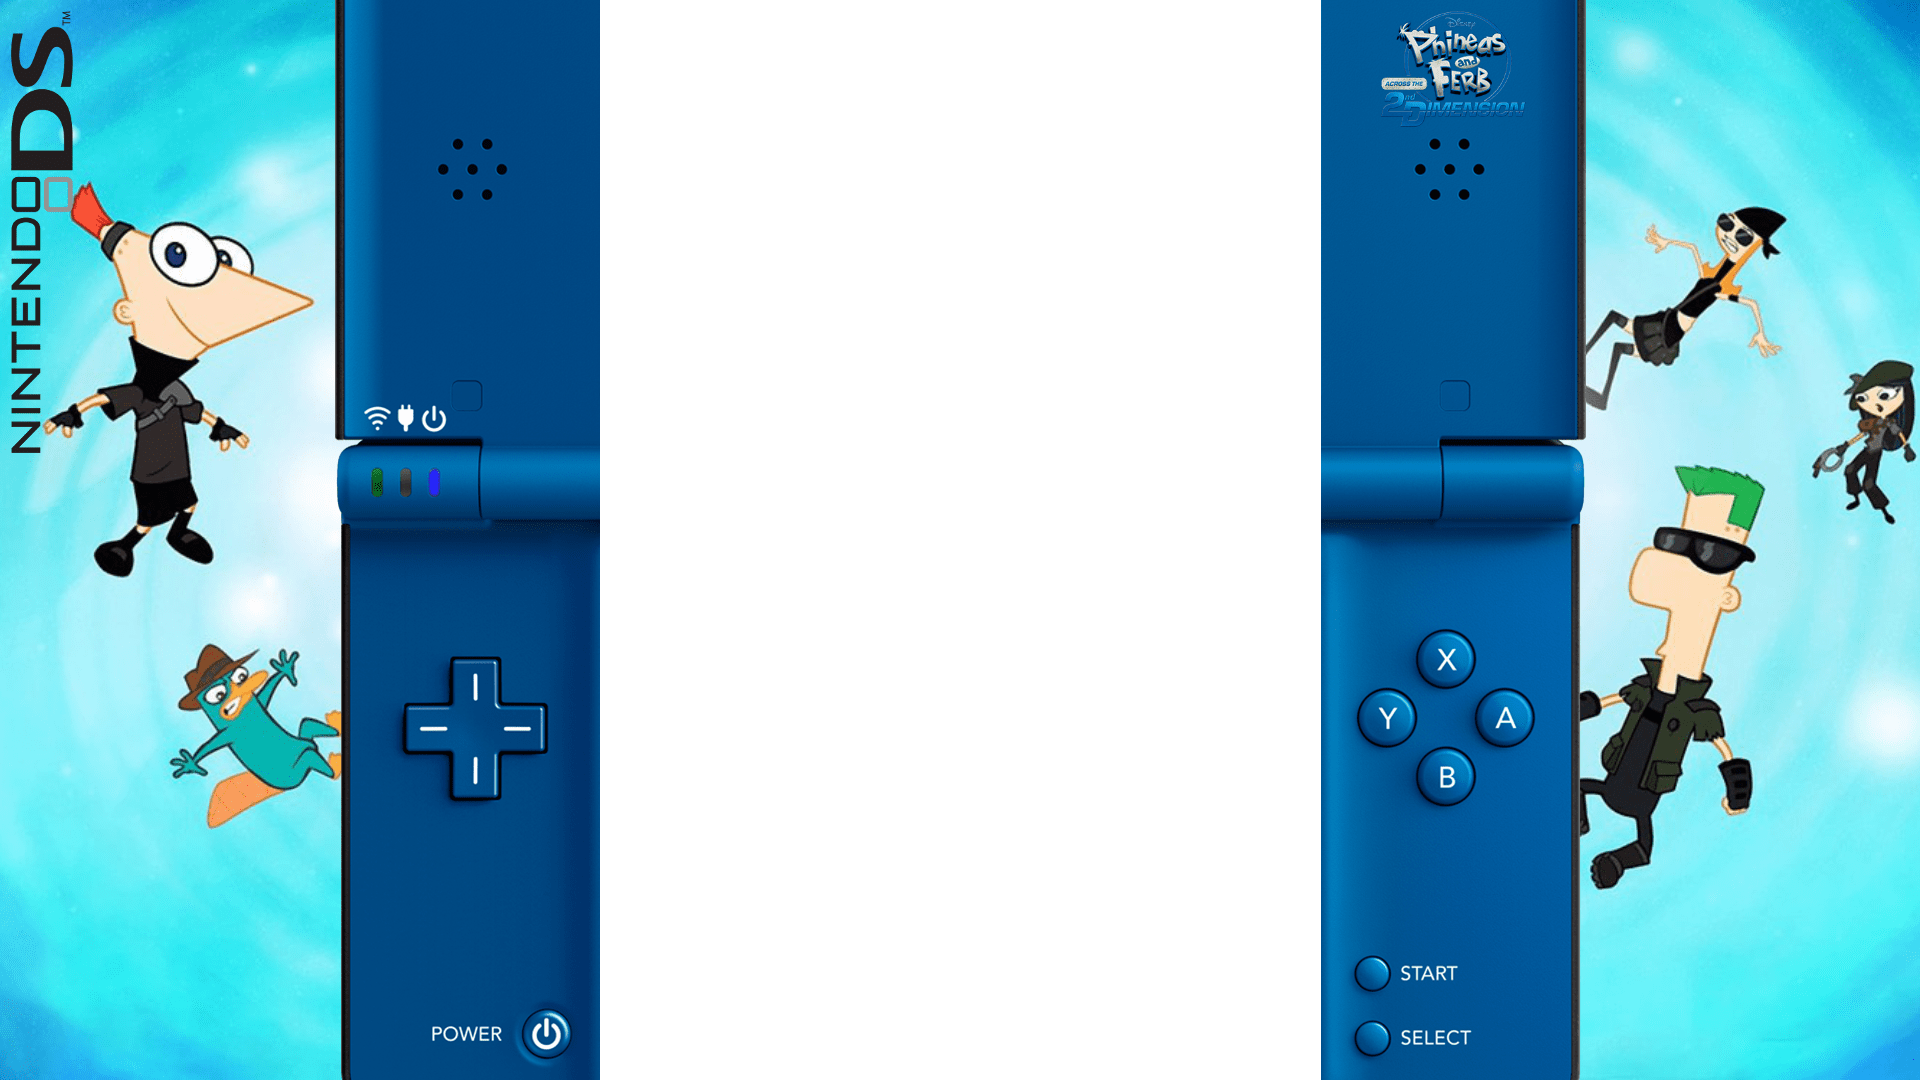 NINTENDO DS™
Disney
Phineas
and
FERB
ACROSS THE
2nd
DIMENSION
X
Y
A
B
START
SELECT
POWER